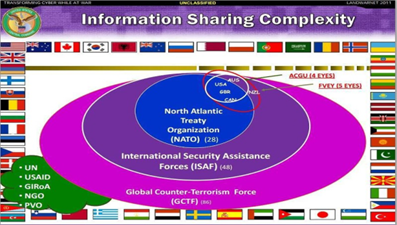 TRANSFORMING CYBER WHILE AT WAR
UNCLASSIFIED
LANDWARNET 2011
Information Sharing Complexity
ACGU (4 EYES)
FVEY (5 EYES)
AUS
USA
NZL
GBR
CAN
North Atlantic
Treaty
Organization
(NATO) (28)
International Security Assistance
Forces (ISAF) (48)
Global Counter-Terrorism Force
(GCTF) (86)
• UN
• USAID
• GIRoA
• NGO
• PVO